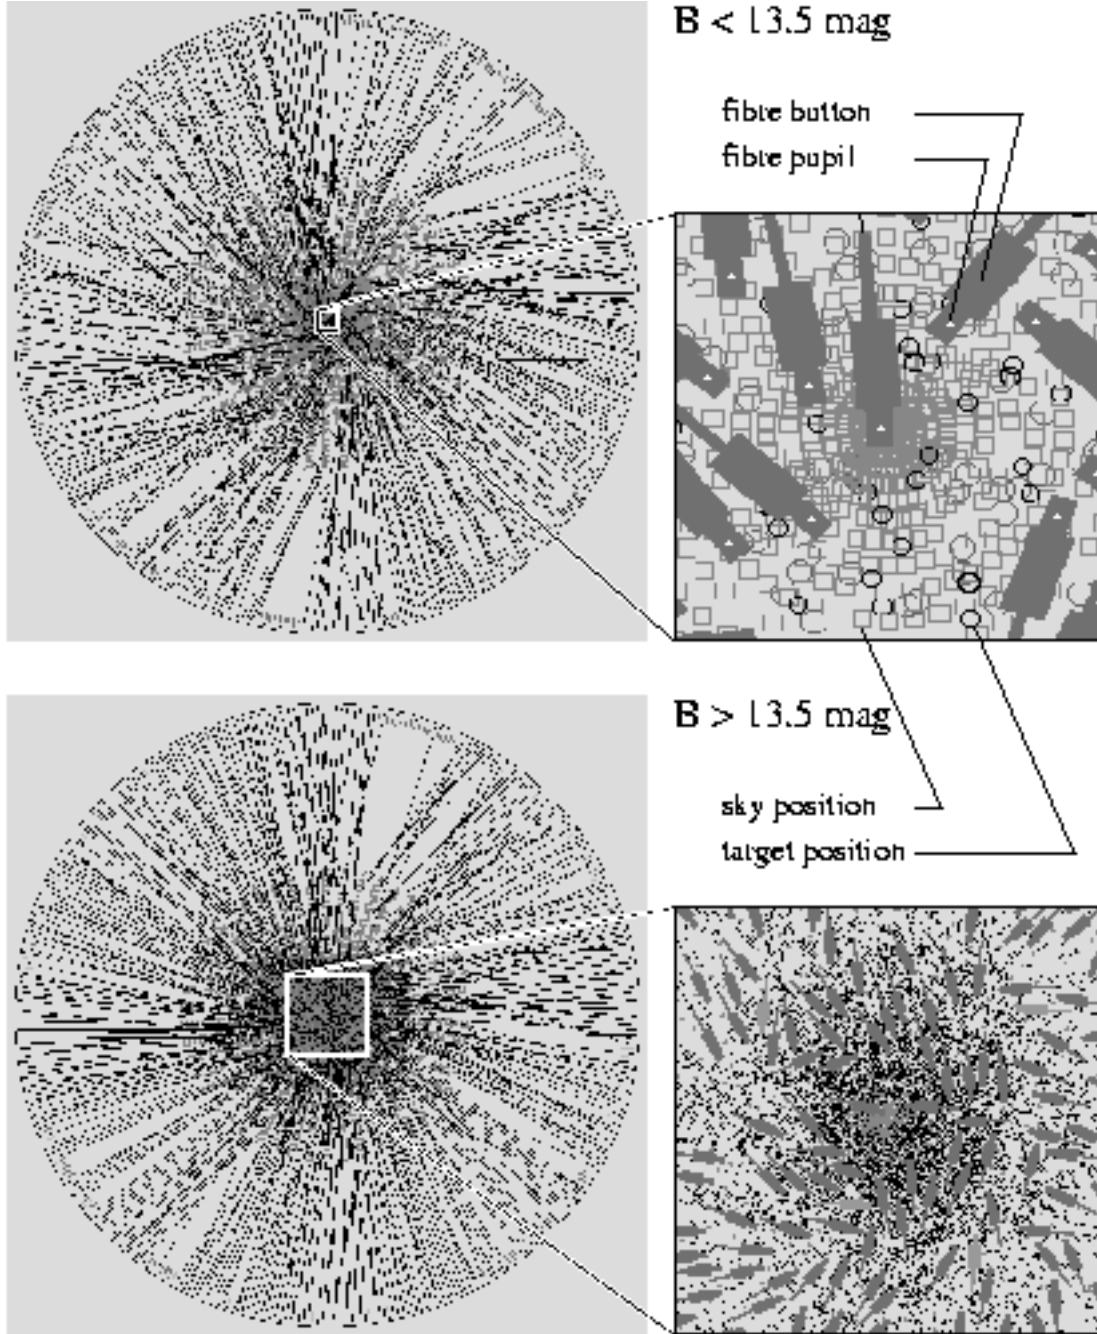 B < 13.5 mag
fibre button
fibre pupil
B > 13.5 mag
sky position
target position